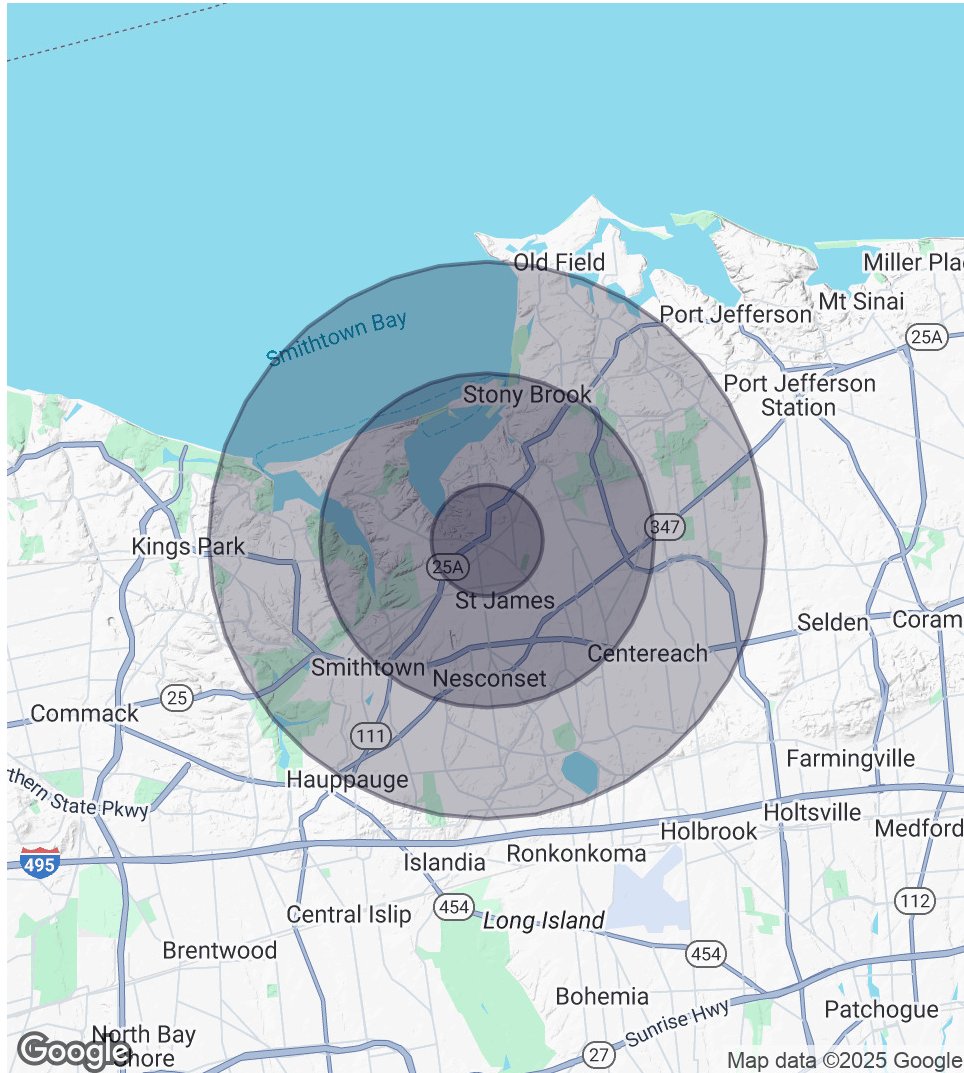 Old Field
Miller Plac
Smithtown Bay
Port Jefferson
Mt Sinai
25A
Port Jefferson
Station
Stony Brook
347
Kings Park
25A
St James
Selden
Coram
Smithtown
Nesconset
Centereach
25
Commack
111
Hauppauge
Farmingville
rthern State Pkwy
Holtsville
Holbrook
Medford
495
Islandia
Ronkonkoma
112
Central Islip
454
Long Island
Brentwood
454
Bohemia
Sunrise Hwy
Patchogue
North Bay
Shore
Google
27
Map data ©2025 Google